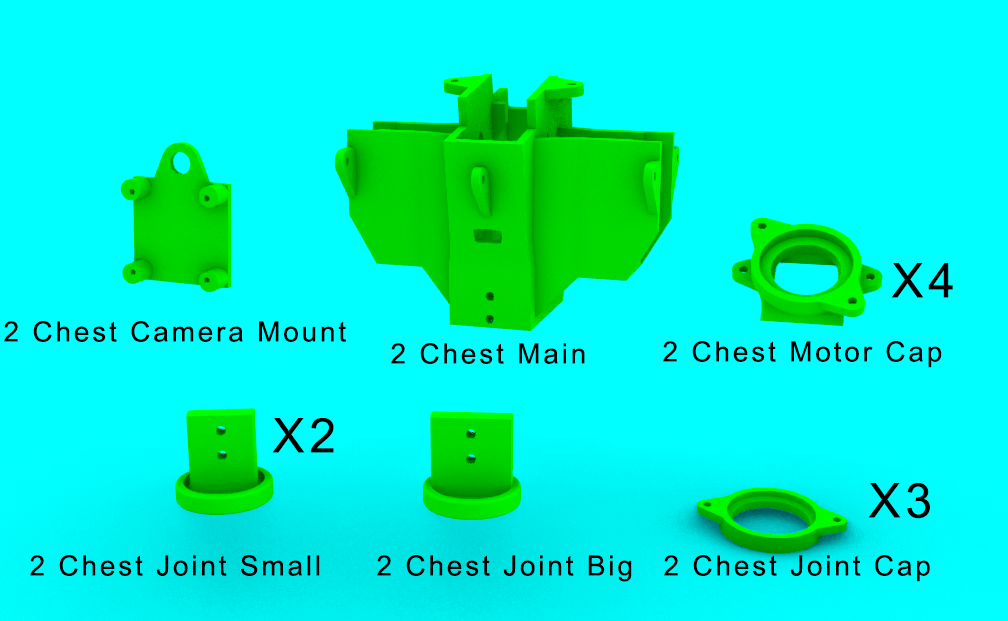 2 Chest Camera Mount
2 Chest Main
X4
2 Chest Motor Cap
X2
2 Chest Joint Small
2 Chest Joint Big
X3
2 Chest Joint Cap